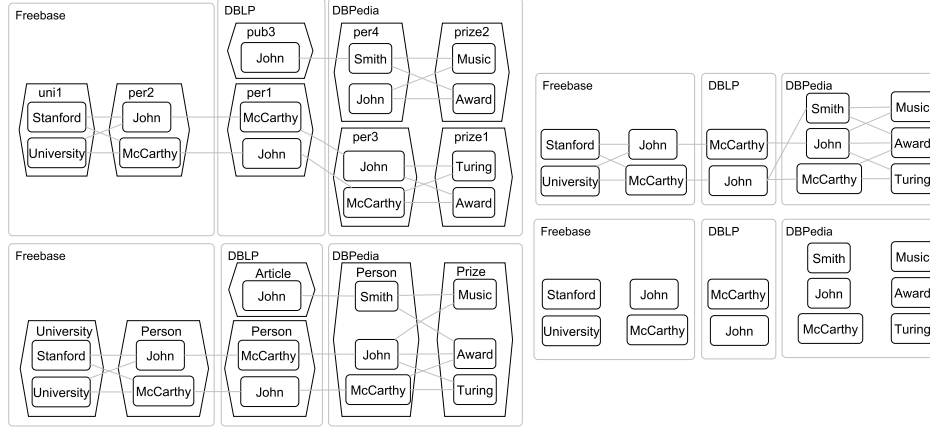 Freebase
DBLP
DBPedia
pub3
John
per4
Smith
John
prize2
Music
Award
uni1
Stanford
University
per2
John
McCarthy
per1
McCarthy
John
per3
John
McCarthy
prize1
Turing
Award
Freebase
DBLP
DBPedia
Article
John
Person
Smith
John
McCarthy
Prize
Music
Award
Turing
University
Stanford
University
Person
John
McCarthy
Person
McCarthy
John
Freebase
DBLP
DBPedia
Stanford
University
John
McCarthy
McCarthy
John
Smith
John
McCarthy
Music
Award
Turing
Freebase
DBLP
DBPedia
Stanford
University
John
McCarthy
McCarthy
John
Smith
John
McCarthy
Music
Award
Turing